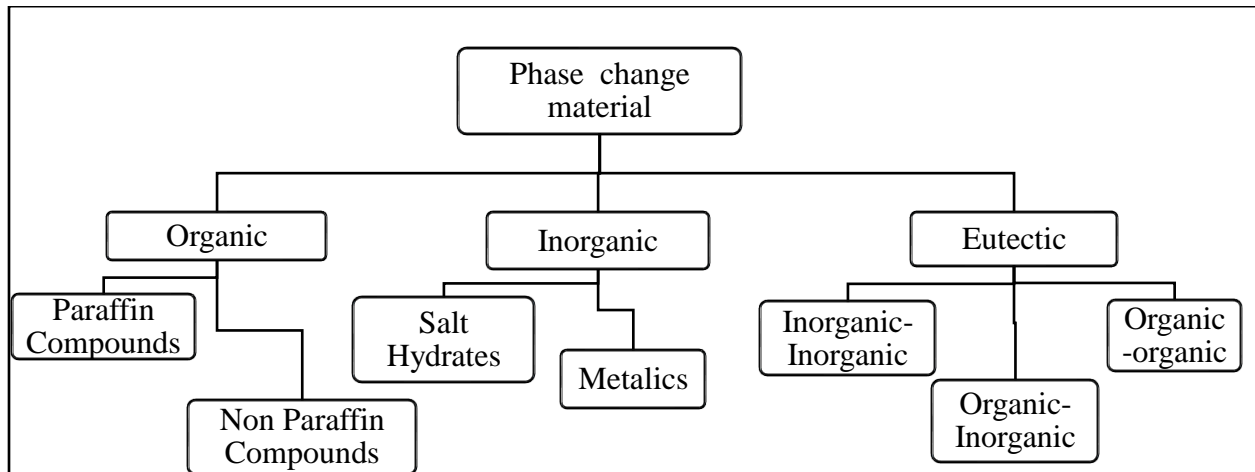 Phase change
material
Organic
Inorganic
Eutectic
Paraffin
Compounds
Non Paraffin
Compounds
Salt
Hydrates
Metalics
Inorganic-
Inorganic
Organic-
Inorganic
Organic
-organic